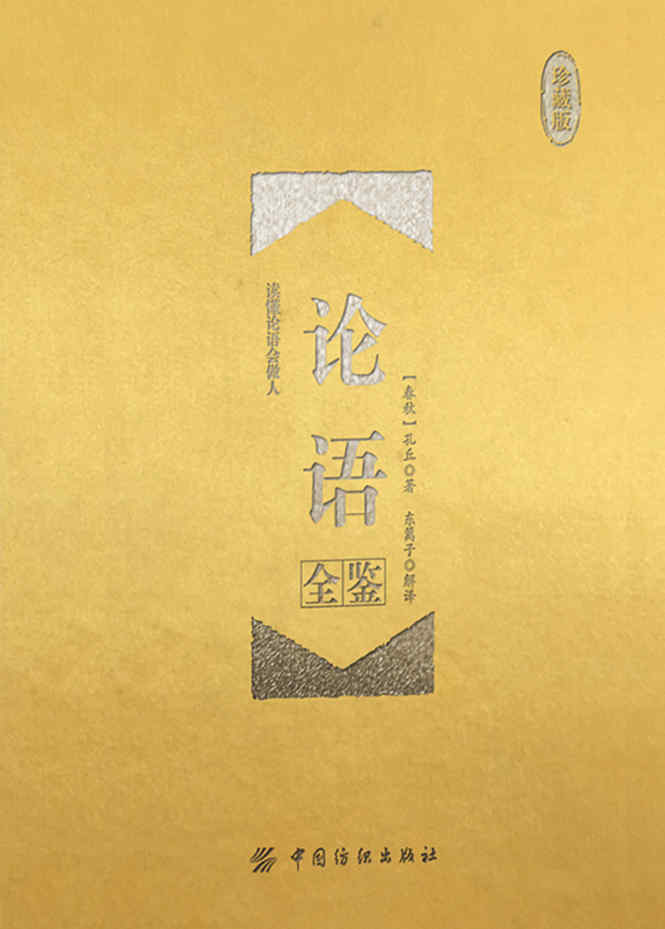 珍藏版
读懂论语会做人
论语
全鉴
【春秋】孔丘◎著 东篱子◎解译
中国纺织出版社